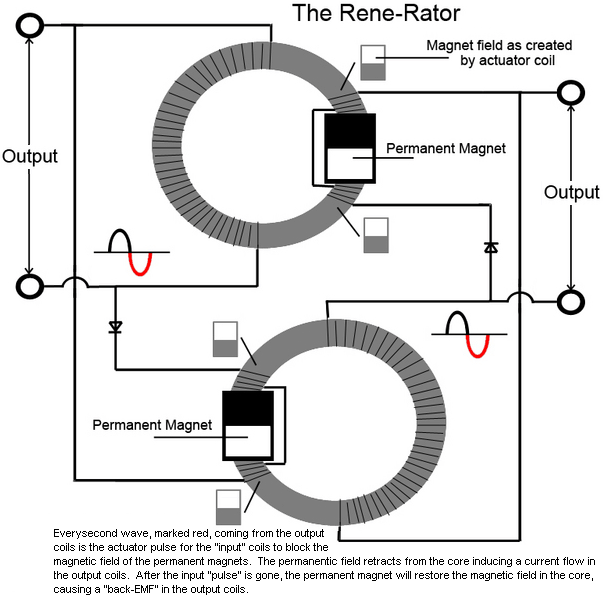 The Rene-Rator
Magnet field as created
by actuator coil
Permanent Magnet
Output
Output
Permanent Magnet
Everysecond wave, marked red, coming from the output
coils is the actuator pulse for the "input" coils to block the
magnetic field of the permanent magnets. The permanentic field retracts from the core inducing a current flow in
the output coils. After the input "pulse" is gone, the permanent magnet will restore the magnetic field in the core,
causing a "back-EMF" in the output coils.